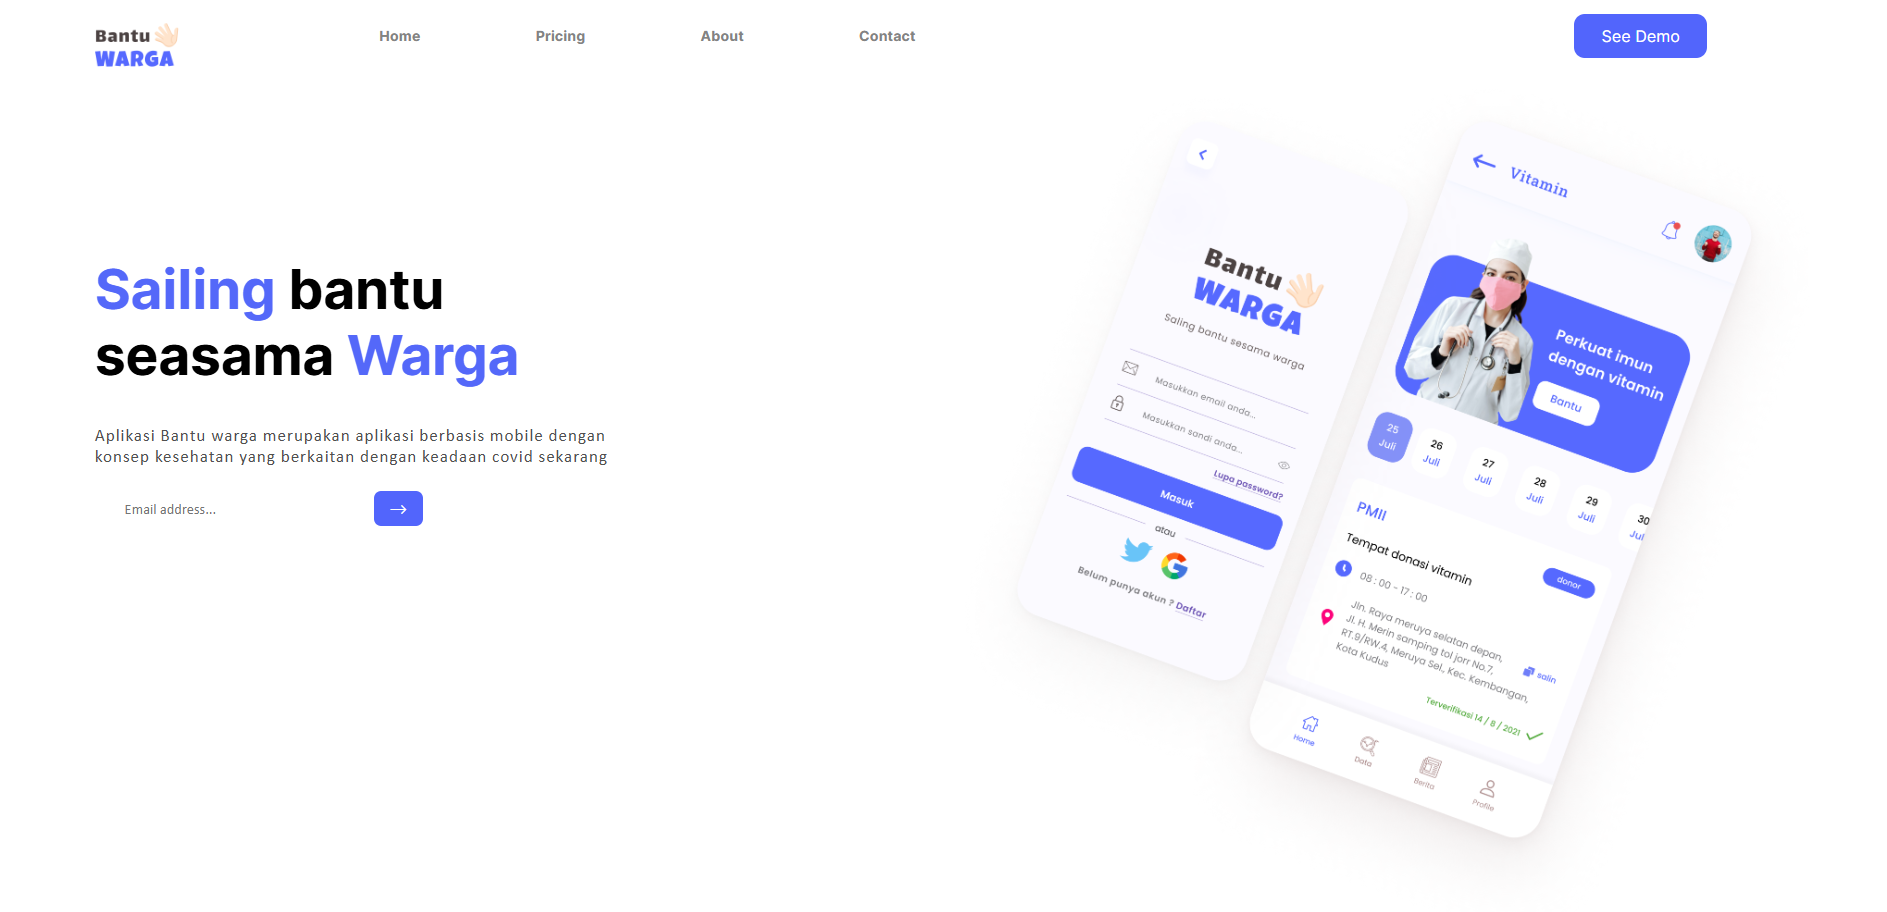 Bantu
WARGA
Home
Pricing
About
Contact
See Demo
Sailing bantu
seasama Warga
Aplikasi Bantu warga merupakan aplikasi berbasis mobile dengan
konsep kesehatan yang berkaitan dengan keadaan covid sekarang
Email address...
Bantu
WARGA
Saling bantu sesama warga
Masukkan email anda...
Masukkan sandi anda...
Lupa password?
Masuk
atau
Belum punya akun ? Daftar
Vitamin
Perkuat imun
dengan vitamin
Bantu
25
Juli
26
Juli
27
Juli
28
Juli
29
Juli
30
Jul
PMII
Tempat donasi vitamin
donor
08 : 00 - 17 : 00
Jln. Raya meruya selatan depan,
Jl. H. Merin samping tol jorr No.7,
RT.9/RW.4, Meruya Sel., Kec. Kembangan,
Kota Kudus
salin
Terverifikasi 14 / 8 / 2021
Home
Data
Berita
Profile